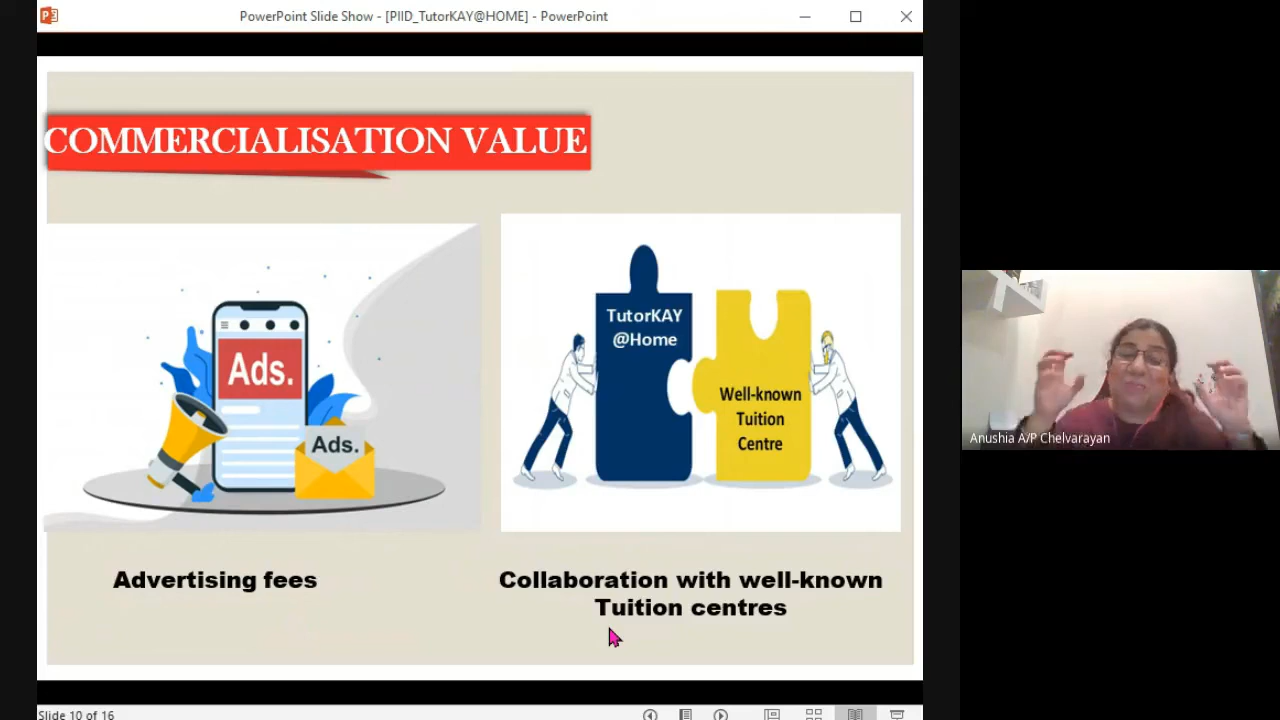 PowerPoint Slide Show - [PIID_TutorKAY@HOME] - PowerPoint
COMMERCIALISATION VALUE
Ads.
Ads.
TutorKAY
@Home
Well-known
Tuition
Centre
Advertising fees
Collaboration with well-known
Tuition centres
Anushia A/P Chelvarayan
Slide 10 of 16